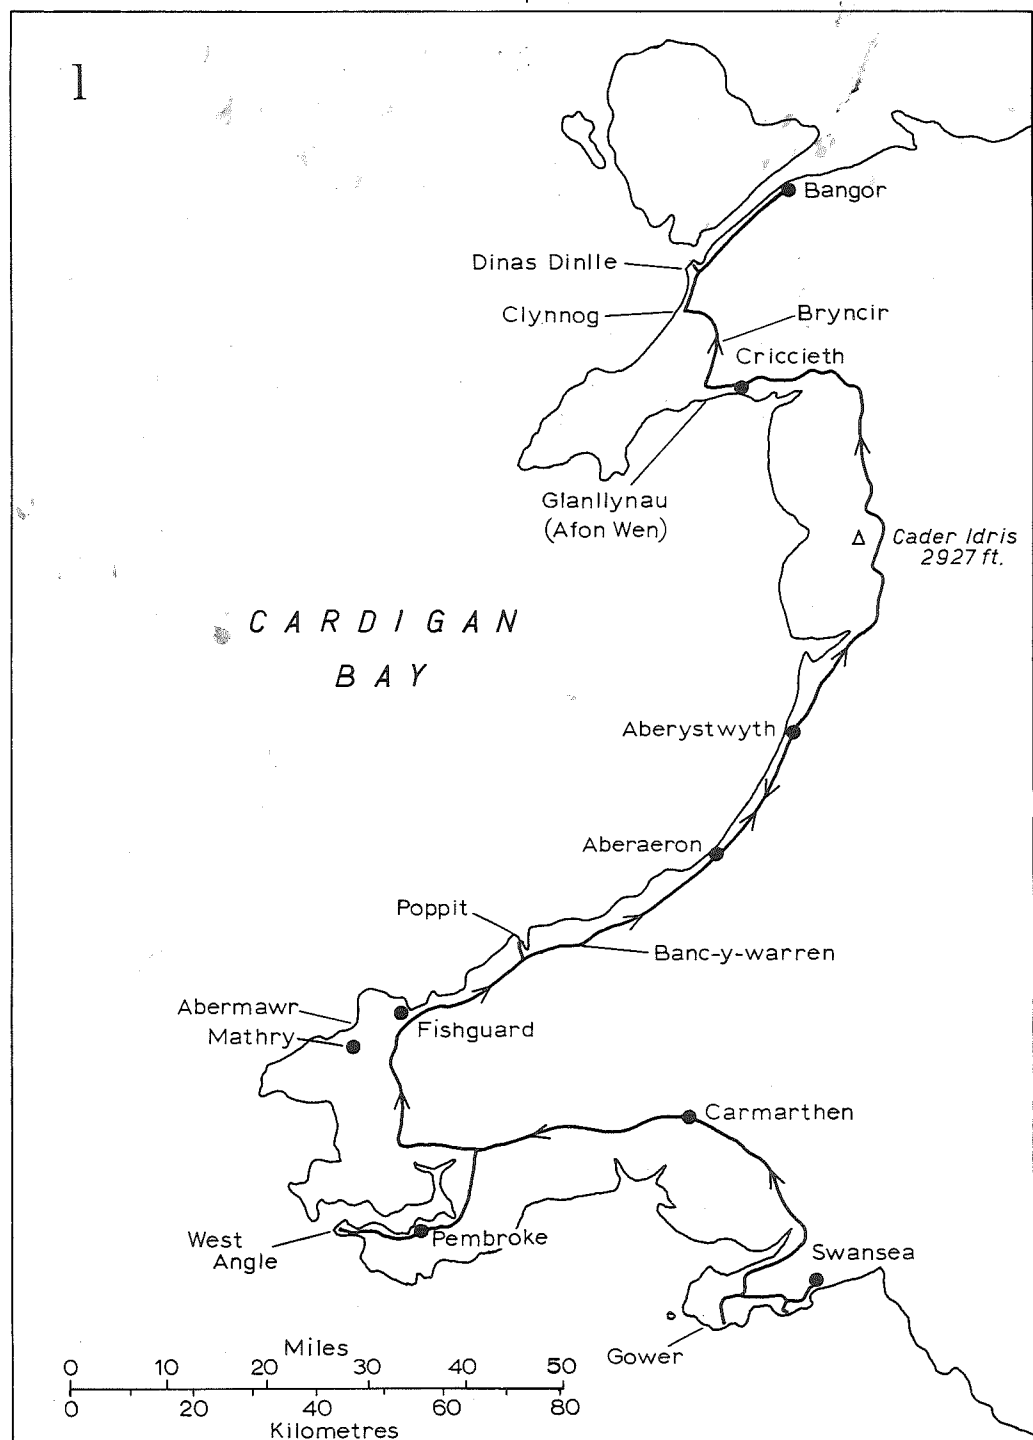 1
Bangor
Dinas Dinlle
Clynnog
Bryncir
Criccieth
Glanllynau
(Afon Wen)
Cader Idris
2927 ft.
CARDIGAN
BAY
Aberystwyth
Aberaeron
Poppit
Banc-y-warren
Abermawr
Mathry
Fishguard
Carmarthen
West
Angle
Pembroke
Swansea
Gower
Miles
0 10 20 30 40 50
0 20 40 60 80
Kilometres